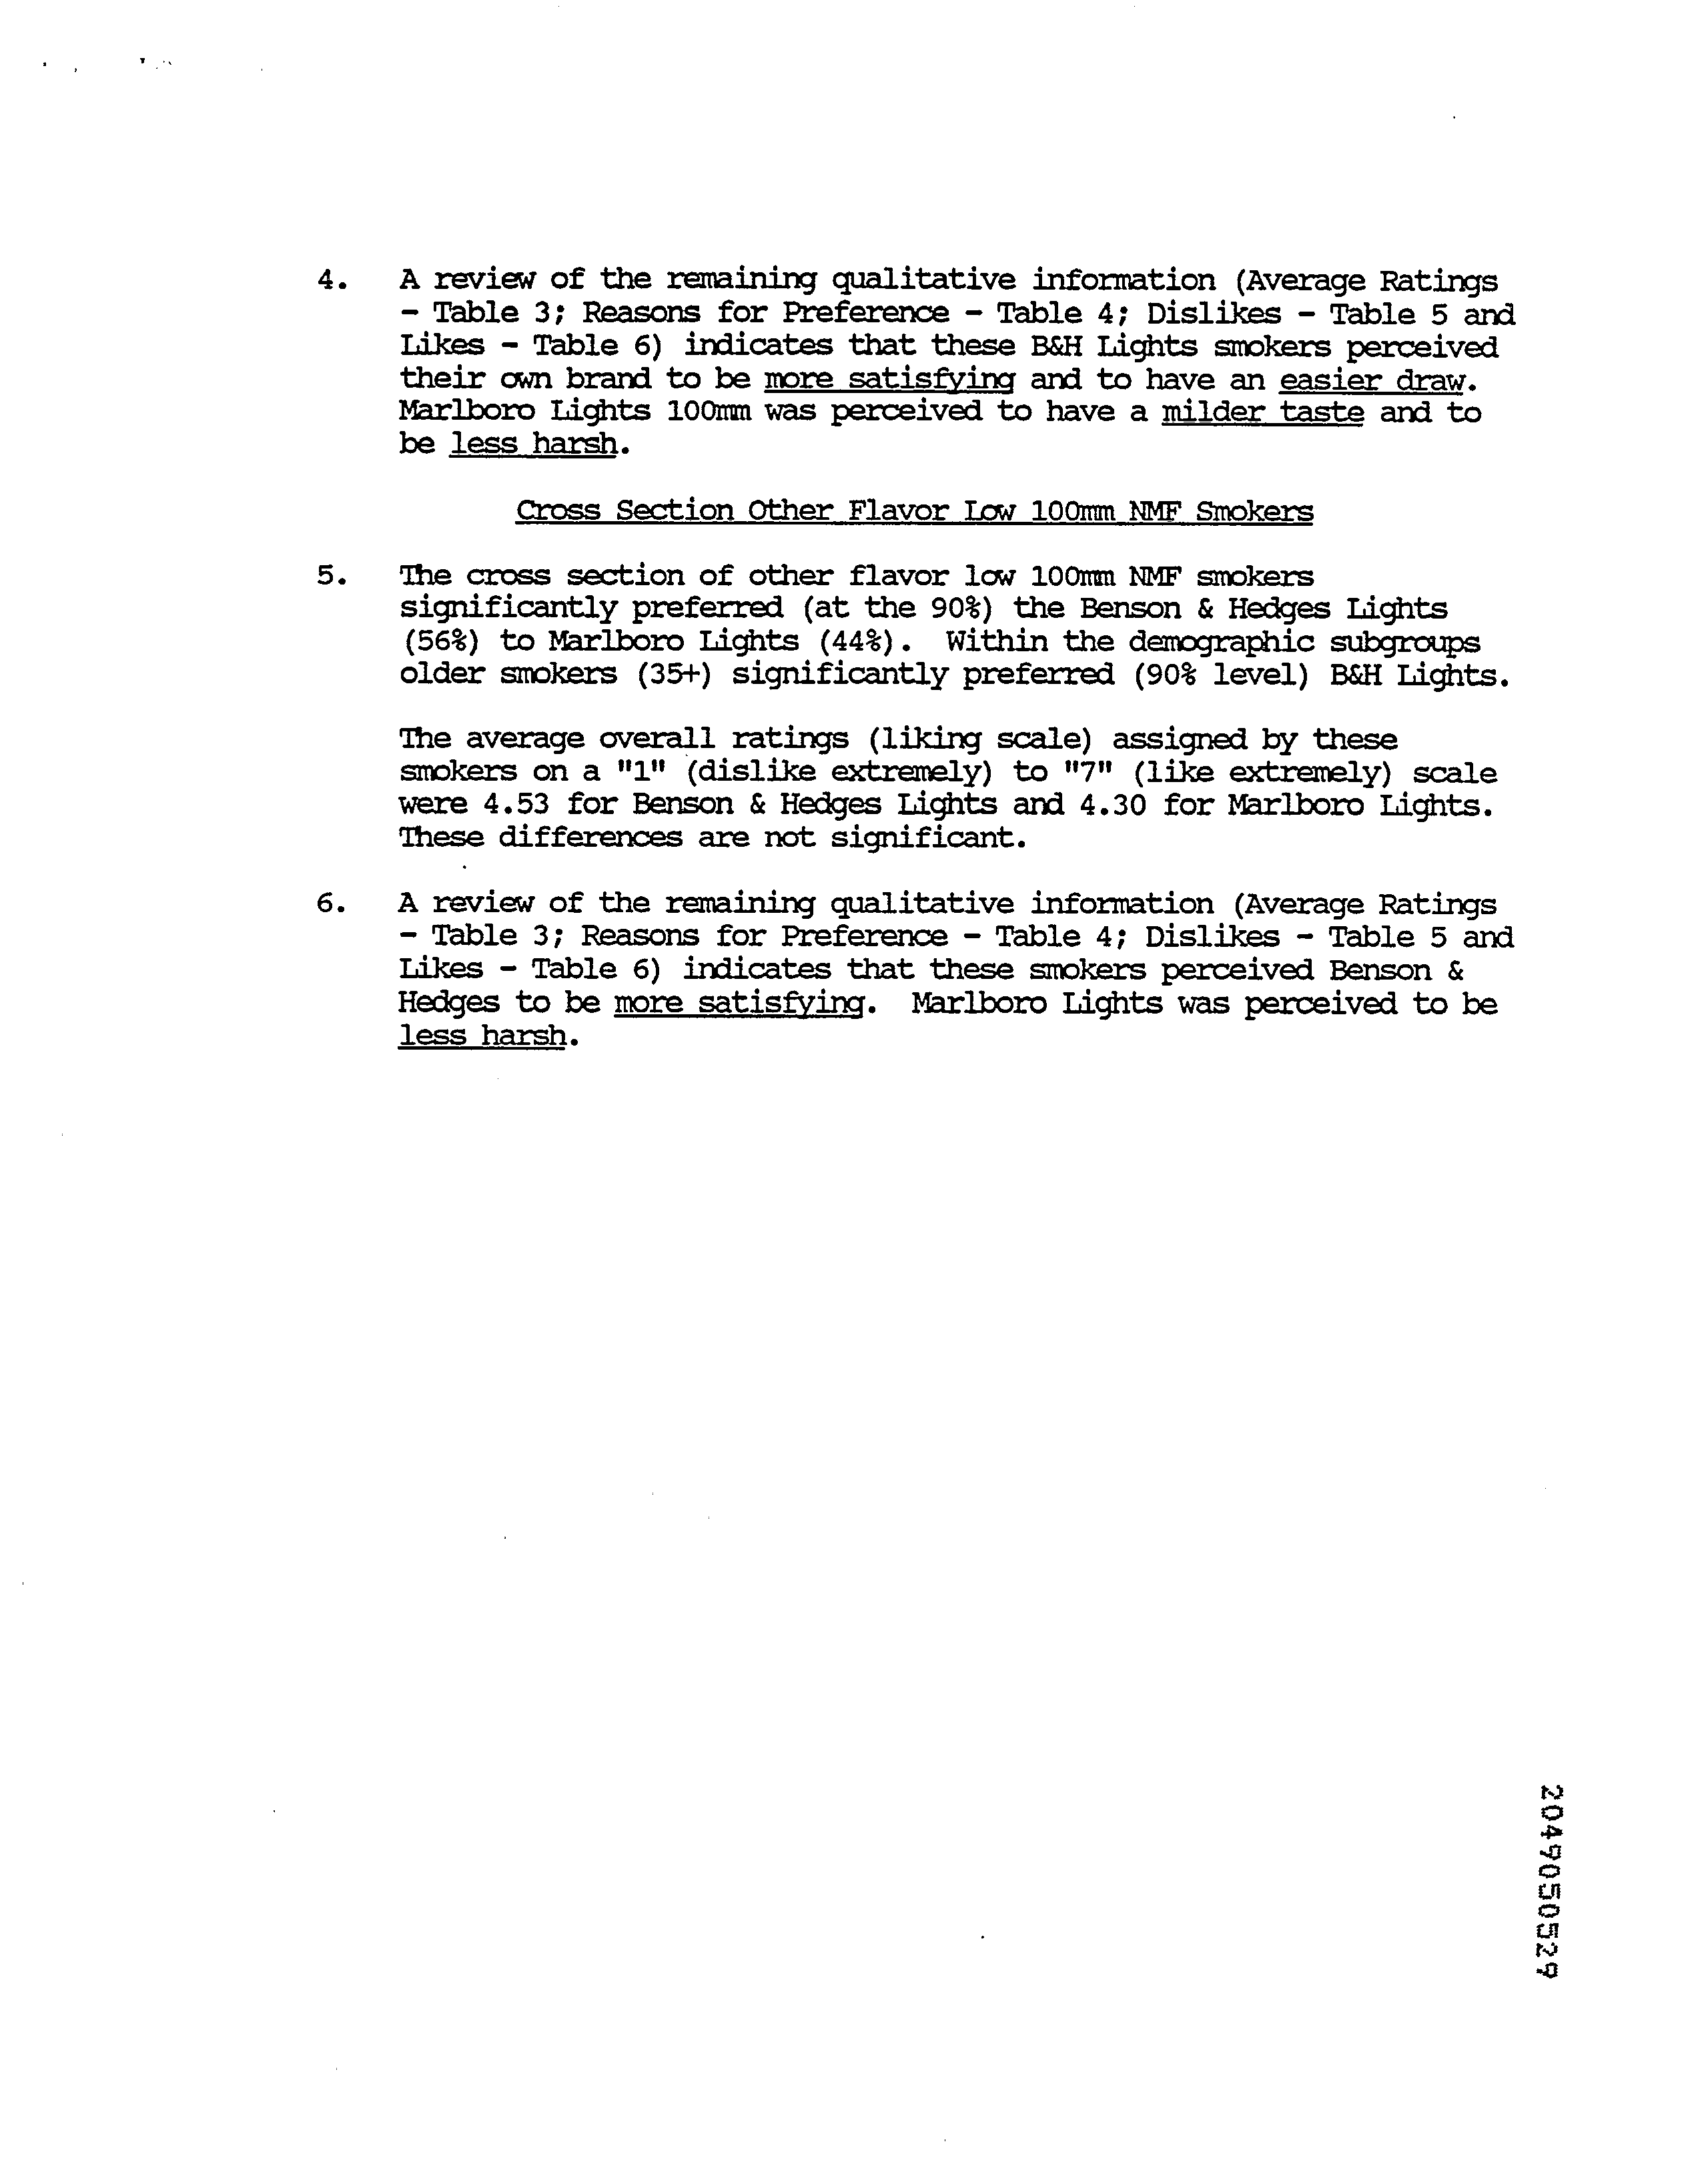 4. A review of the remaining qualitative information (Average Ratings
- Table 3; Reasons for Preference - Table 4; Dislikes - Table 5 and
Likes - Table 6) indicates that these B&H Lights smokers perceived
their own brand to be more satisfying and to have an easier draw.
Marlboro Lights 100mm was perceived to have a milder taste and to
be less harsh.
Cross Section Other Flavor Low 100mm NMF Smokers
5. The cross section of other flavor low 100mm NMF smokers
significantly preferred (at the 90%) the Benson & Hedges Lights
(56%) to Marlboro Lights (44%). Within the demographic subgroups
older smokers (35+) significantly preferred (90% level) B&H Lights.
The average overall ratings (liking scale) assigned by these
smokers on a "1" (dislike extremely) to "7" (like extremely) scale
were 4.53 for Benson & Hedges Lights and 4.30 for Marlboro Lights.
These differences are not significant.
6. A review of the remaining qualitative information (Average Ratings
- Table 3; Reasons for Preference - Table 4; Dislikes - Table 5 and
Likes - Table 6) indicates that these smokers perceived Benson &
Hedges to be more satisfying. Marlboro Lights was perceived to be
less harsh.
2049050529